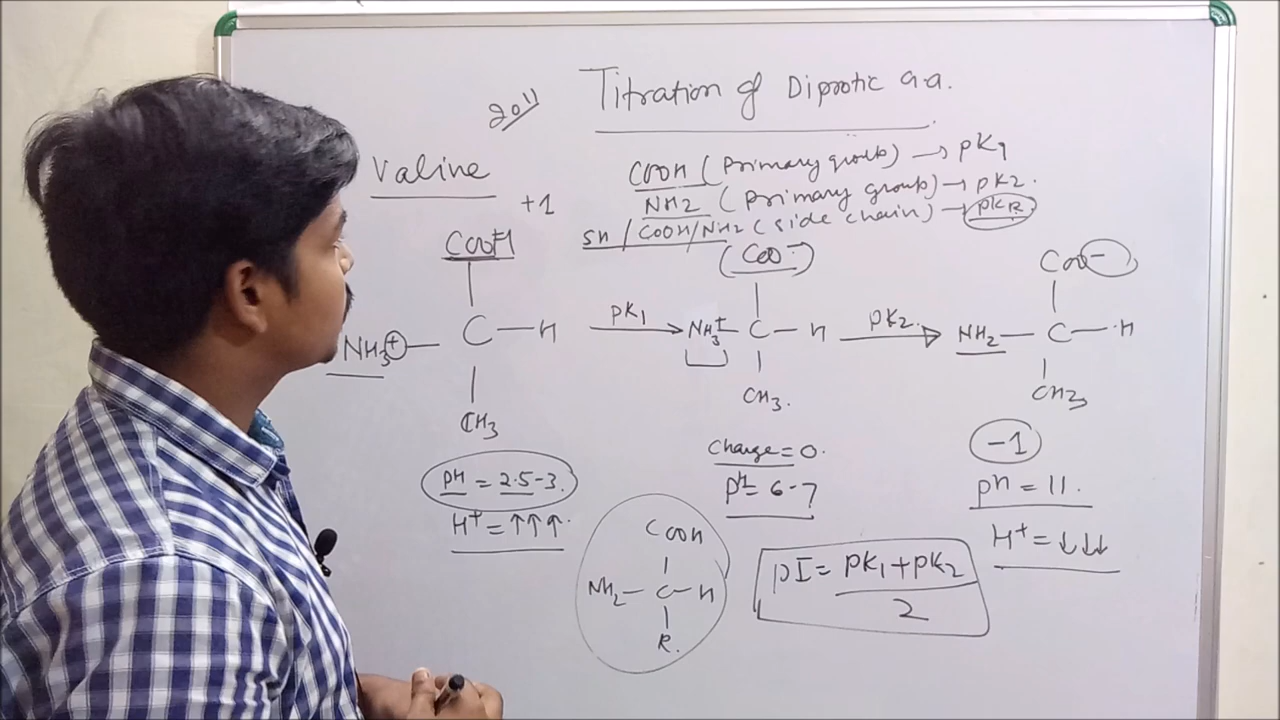 2011
Titration of Diprotic a.a.
Valine
COOH (Primary group) → pK1
NH2 (Primary group) → pK2.
SH / COOH/NH2 (side chain) → pKR
+1
COOH
NH3+ — C — H
CH3
pK1
COO-
NH3+ — C — H
CH3.
pK2.
COO-
NH2 — C — H
CH3
pH = 2.5-3.
H+ = ↑↑↑.
Charge = 0.
pH = 6-7
-1
pH = 11.
H+ = ↓↓↓
COOH
NH2 — C — H
R.
pI = pK1 + pK2
2